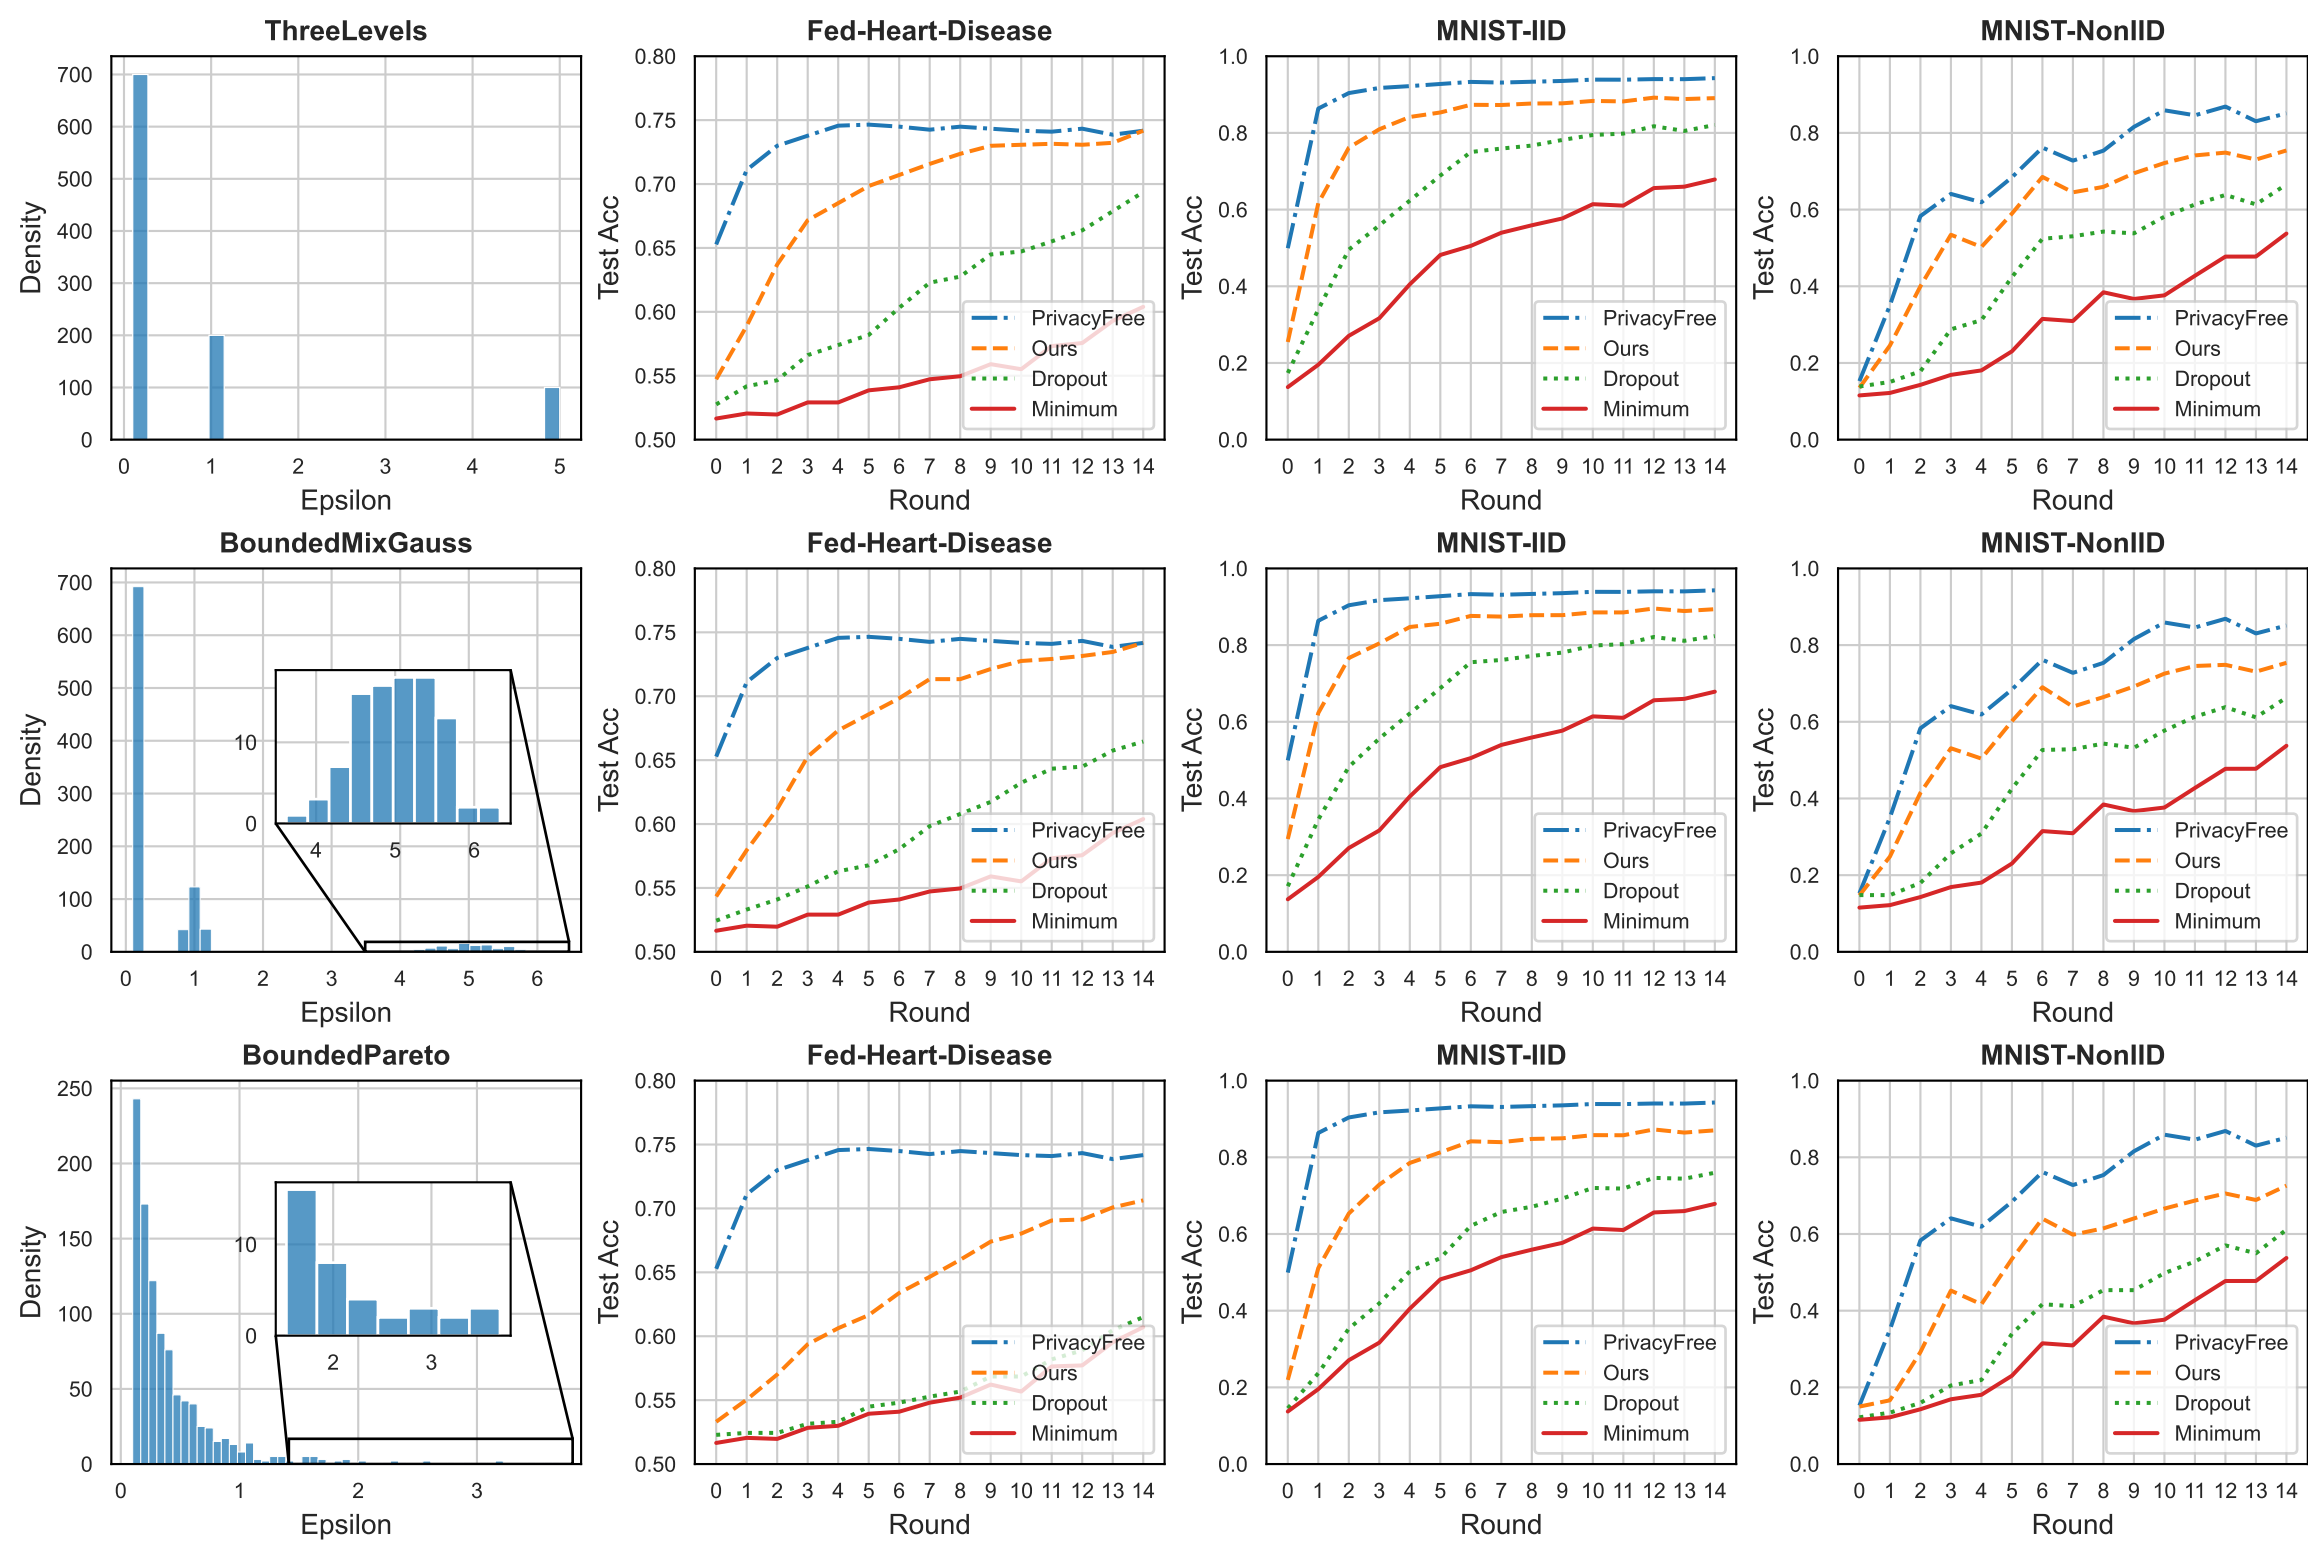 ThreeLevels
Density
700
600
500
400
300
200
100
0
0 1 2 3 4 5
Epsilon
Fed-Heart-Disease
Test Acc
0.80
0.75
0.70
0.65
0.60
0.55
0.50
PrivacyFree
Ours
Dropout
Minimum
0 1 2 3 4 5 6 7 8 9 10 11 12 13 14
Round
MNIST-IID
Test Acc
1.0
0.8
0.6
0.4
0.2
0.0
PrivacyFree
Ours
Dropout
Minimum
0 1 2 3 4 5 6 7 8 9 10 11 12 13 14
Round
MNIST-NonIID
Test Acc
1.0
0.8
0.6
0.4
0.2
0.0
PrivacyFree
Ours
Dropout
Minimum
0 1 2 3 4 5 6 7 8 9 10 11 12 13 14
Round
BoundedMixGauss
Density
700
600
500
400
300
200
100
0
10
0
4 5 6
0 1 2 3 4 5 6
Epsilon
Fed-Heart-Disease
Test Acc
0.80
0.75
0.70
0.65
0.60
0.55
0.50
PrivacyFree
Ours
Dropout
Minimum
0 1 2 3 4 5 6 7 8 9 10 11 12 13 14
Round
MNIST-IID
Test Acc
1.0
0.8
0.6
0.4
0.2
0.0
PrivacyFree
Ours
Dropout
Minimum
0 1 2 3 4 5 6 7 8 9 10 11 12 13 14
Round
MNIST-NonIID
Test Acc
1.0
0.8
0.6
0.4
0.2
0.0
PrivacyFree
Ours
Dropout
Minimum
0 1 2 3 4 5 6 7 8 9 10 11 12 13 14
Round
BoundedPareto
Density
250
200
150
100
50
0
10
0
2 3
0 1 2 3
Epsilon
Fed-Heart-Disease
Test Acc
0.80
0.75
0.70
0.65
0.60
0.55
0.50
PrivacyFree
Ours
Dropout
Minimum
0 1 2 3 4 5 6 7 8 9 10 11 12 13 14
Round
MNIST-IID
Test Acc
1.0
0.8
0.6
0.4
0.2
0.0
PrivacyFree
Ours
Dropout
Minimum
0 1 2 3 4 5 6 7 8 9 10 11 12 13 14
Round
MNIST-NonIID
Test Acc
1.0
0.8
0.6
0.4
0.2
0.0
PrivacyFree
Ours
Dropout
Minimum
0 1 2 3 4 5 6 7 8 9 10 11 12 13 14
Round